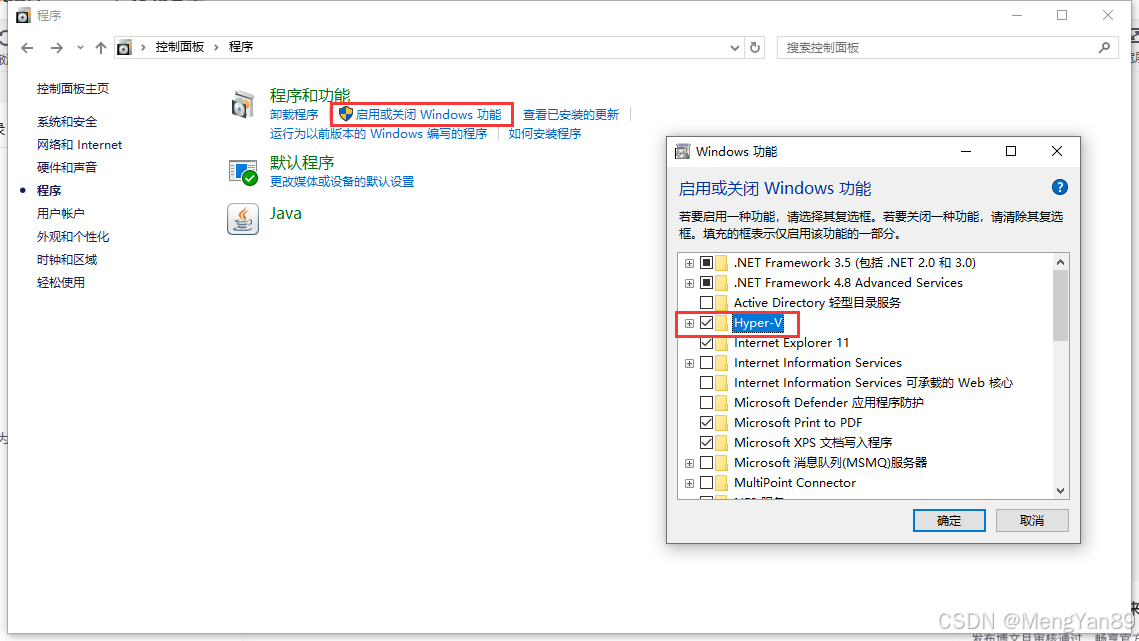 程序
控制面板 › 程序
搜索控制面板
控制面板主页
系统和安全
网络和 Internet
硬件和声音
程序
用户帐户
外观和个性化
时钟和区域
轻松使用
程序和功能
卸载程序 启用或关闭 Windows 功能 查看已安装的更新
运行为以前版本的 Windows 编写的程序 如何安装程序
默认程序
更改媒体或设备的默认设置
Java
Windows 功能
启用或关闭 Windows 功能
若要启用一种功能，请选择其复选框。若要关闭一种功能，请清除其复选
框。填充的框表示仅启用该功能的一部分。
.NET Framework 3.5 (包括 .NET 2.0 和 3.0)
.NET Framework 4.8 Advanced Services
Active Directory 轻型目录服务
Hyper-V
Internet Explorer 11
Internet Information Services
Internet Information Services 可承载的 Web 核心
Microsoft Defender 应用程序防护
Microsoft Print to PDF
Microsoft XPS 文档写入程序
Microsoft 消息队列(MSMQ)服务器
MultiPoint Connector
确定 取消
CSDN @MengYan89